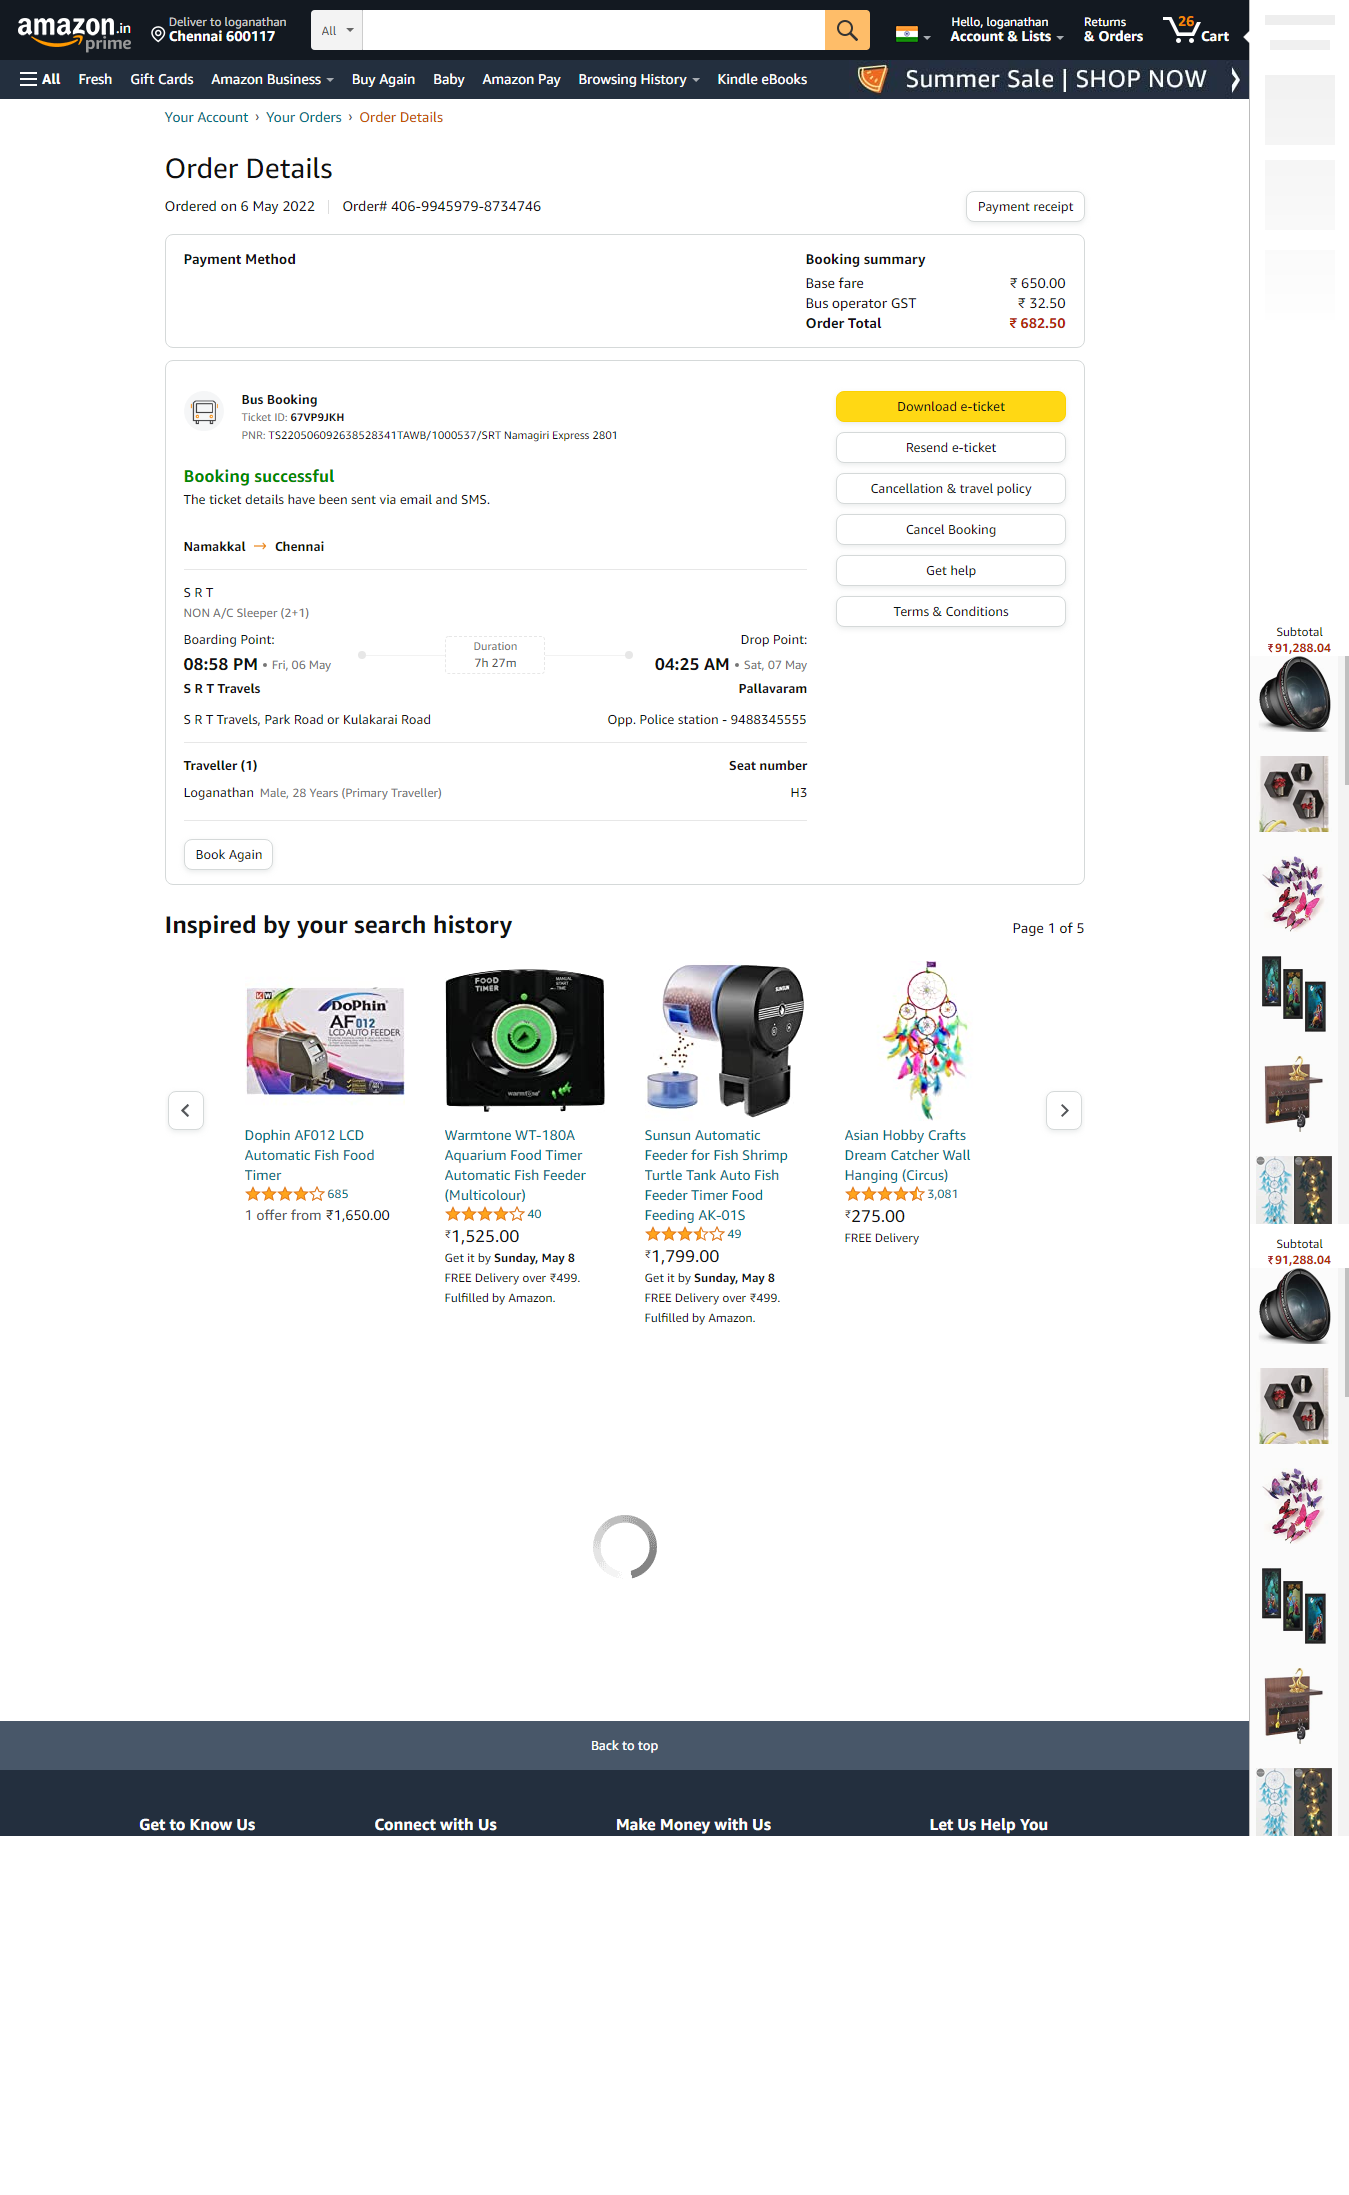 amazon.in
prime
Deliver to loganathan
Chennai 600117
All
Hello, loganathan
Account & Lists
Returns
& Orders
26
Cart
All
Fresh
Gift Cards
Amazon Business
Buy Again
Baby
Amazon Pay
Browsing History
Kindle eBooks
Summer Sale | SHOP NOW
Your Account › Your Orders › Order Details
Order Details
Ordered on 6 May 2022
Order# 406-9945979-8734746
Payment receipt
Payment Method
Booking summary
Base fare ₹ 650.00
Bus operator GST ₹ 32.50
Order Total ₹ 682.50
Bus Booking
Ticket ID: 67VP9JKH
PNR: TS220506092638528341TAWB/1000537/SRT Namagiri Express 2801
Booking successful
The ticket details have been sent via email and SMS.
Namakkal → Chennai
Download e-ticket
Resend e-ticket
Cancellation & travel policy
Cancel Booking
Get help
Terms & Conditions
S R T
NON A/C Sleeper (2+1)
Boarding Point:
08:58 PM • Fri, 06 May
S R T Travels
S R T Travels, Park Road or Kulakarai Road
Duration
7h 27m
Drop Point:
04:25 AM • Sat, 07 May
Pallavaram
Opp. Police station - 9488345555
Traveller (1)
Seat number
Loganathan Male, 28 Years (Primary Traveller)
H3
Book Again
Subtotal
₹91,288.04
Inspired by your search history
Page 1 of 5
KW
DoPhin
AF012
LCD AUTO FEEDER
Dophin AF012 LCD
Automatic Fish Food
Timer
685
1 offer from ₹1,650.00
FOOD
TIMER
MANUAL
START
TIME
warmtone
Warmtone WT-180A
Aquarium Food Timer
Automatic Fish Feeder
(Multicolour)
40
₹1,525.00
Get it by Sunday, May 8
FREE Delivery over ₹499.
Fulfilled by Amazon.
SUNSUN
Sunsun Automatic
Feeder for Fish Shrimp
Turtle Tank Auto Fish
Feeder Timer Food
Feeding AK-01S
49
₹1,799.00
Get it by Sunday, May 8
FREE Delivery over ₹499.
Fulfilled by Amazon.
Asian Hobby Crafts
Dream Catcher Wall
Hanging (Circus)
3,081
₹275.00
FREE Delivery
Subtotal
₹91,288.04
Back to top
Get to Know Us
Connect with Us
Make Money with Us
Let Us Help You